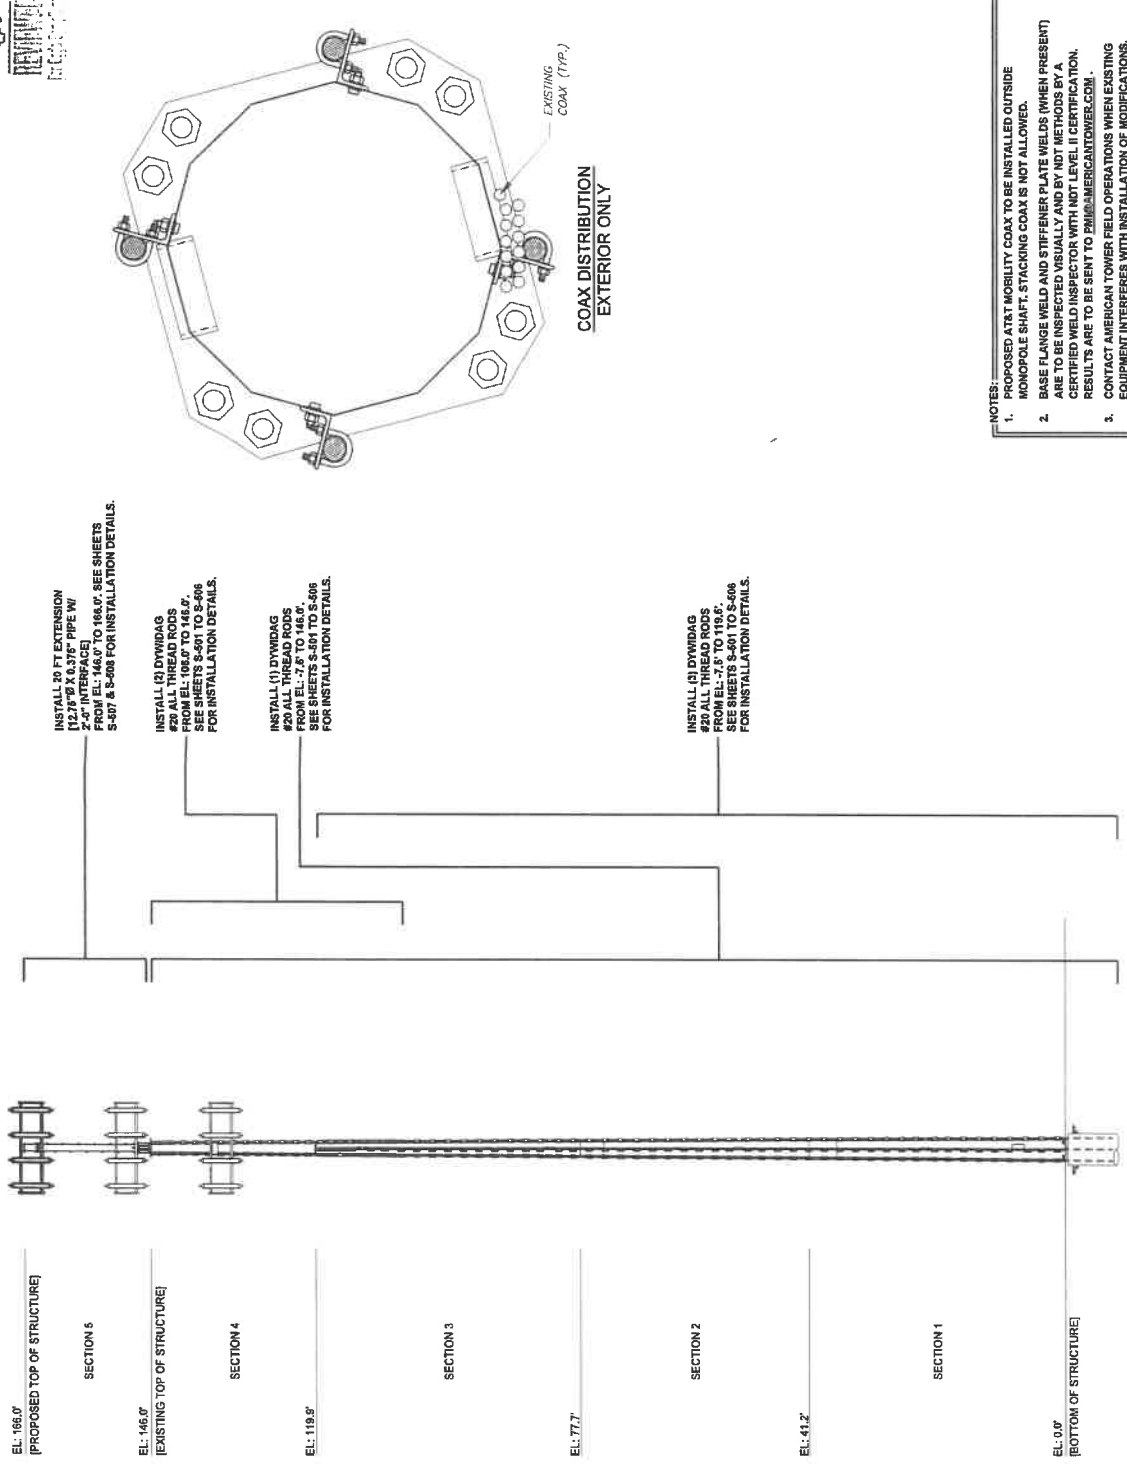 EL: 166.0'
[PROPOSED TOP OF STRUCTURE]
SECTION 5
EL: 146.0'
[EXISTING TOP OF STRUCTURE]
SECTION 4
EL: 119.9'
SECTION 3
EL: 77.7'
SECTION 2
EL: 41.2'
SECTION 1
EL: 0.0'
[BOTTOM OF STRUCTURE]
INSTALL 20 FT EXTENSION
[12.75"Ø X 0.375" PIPE W/
2'-0" INTERFACE]
FROM EL: 146.0' TO 166.0'. SEE SHEETS
S-507 & S-508 FOR INSTALLATION DETAILS.
INSTALL (2) DYWIDAG
#20 ALL THREAD RODS
FROM EL: TO 146.0'.
SEE SHEETS S-501 TO S-506
FOR INSTALLATION DETAILS.
INSTALL (1) DYWIDAG
#20 ALL THREAD RODS
FROM EL: -7.5' TO 146.0'.
SEE SHEETS S-501 TO S-506
FOR INSTALLATION DETAILS.
INSTALL (3) DYWIDAG
#20 ALL THREAD RODS
FROM EL: -7.5' TO
SEE SHEETS S-501 TO S-506
FOR INSTALLATION DETAILS.
EXISTING
COAX (TYP.)
COAX DISTRIBUTION
EXTERIOR ONLY
NOTES:
1. PROPOSED AT&T MOBILITY COAX TO BE INSTALLED OUTSIDE
MONOPOLE SHAFT. STACKING COAX IS NOT ALLOWED.
2. BASE FLANGE WELD AND STIFFENER PLATE WELDS (WHEN PRESENT)
ARE TO BE INSPECTED VISUALLY AND BY NDT METHODS BY A
CERTIFIED WELD INSPECTOR WITH NDT LEVEL II CERTIFICATION.
RESULTS ARE TO BE SENT TO PMI@AMERICANTOWER.COM.
3. CONTACT AMERICAN TOWER FIELD OPERATIONS WHEN EXISTING
EQUIPMENT INTERFERES WITH INSTALLATION OF MODIFICATIONS.